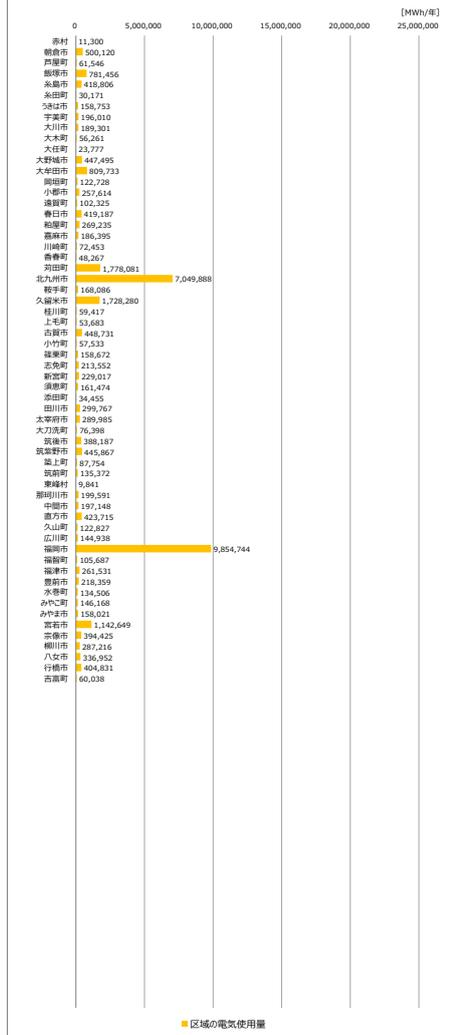 [MWh/年]
0 5,000,000 10,000,000 15,000,000 20,000,000 25,000,000
赤村 11,300
朝倉市 500,120
芦屋町 61,546
飯塚市 781,456
糸島市 418,806
糸田町 30,171
うきは市 158,753
宇美町 196,010
大川市 189,301
大木町 56,261
大任町 23,777
大野城市 447,495
大牟田市 809,733
岡垣町 122,728
小郡市 257,614
遠賀町 102,325
春日市 419,187
粕屋町 269,235
嘉麻市 186,395
川崎町 72,453
香春町 48,267
苅田町 1,778,081
北九州市 7,049,888
鞍手町 168,086
久留米市 1,728,280
桂川町 59,417
上毛町 53,683
古賀市 448,731
小竹町 57,533
篠栗町 158,672
志免町 213,552
新宮町 229,017
須恵町 161,474
添田町 34,455
田川市 299,767
太宰府市 289,985
大刀洗町 76,398
筑後市 388,187
筑紫野市 445,867
築上町 87,754
筑前町 135,372
東峰村 9,841
那珂川市 199,591
中間市 197,148
直方市 423,715
久山町 122,827
広川町 144,938
福岡市 9,854,744
福智町 105,687
福津市 261,531
豊前市 218,359
水巻町 134,506
みやこ町 146,168
みやま市 158,021
宮若市 1,142,649
宗像市 394,425
柳川市 287,216
八女市 336,952
行橋市 404,831
吉富町 60,038
区域の電気使用量